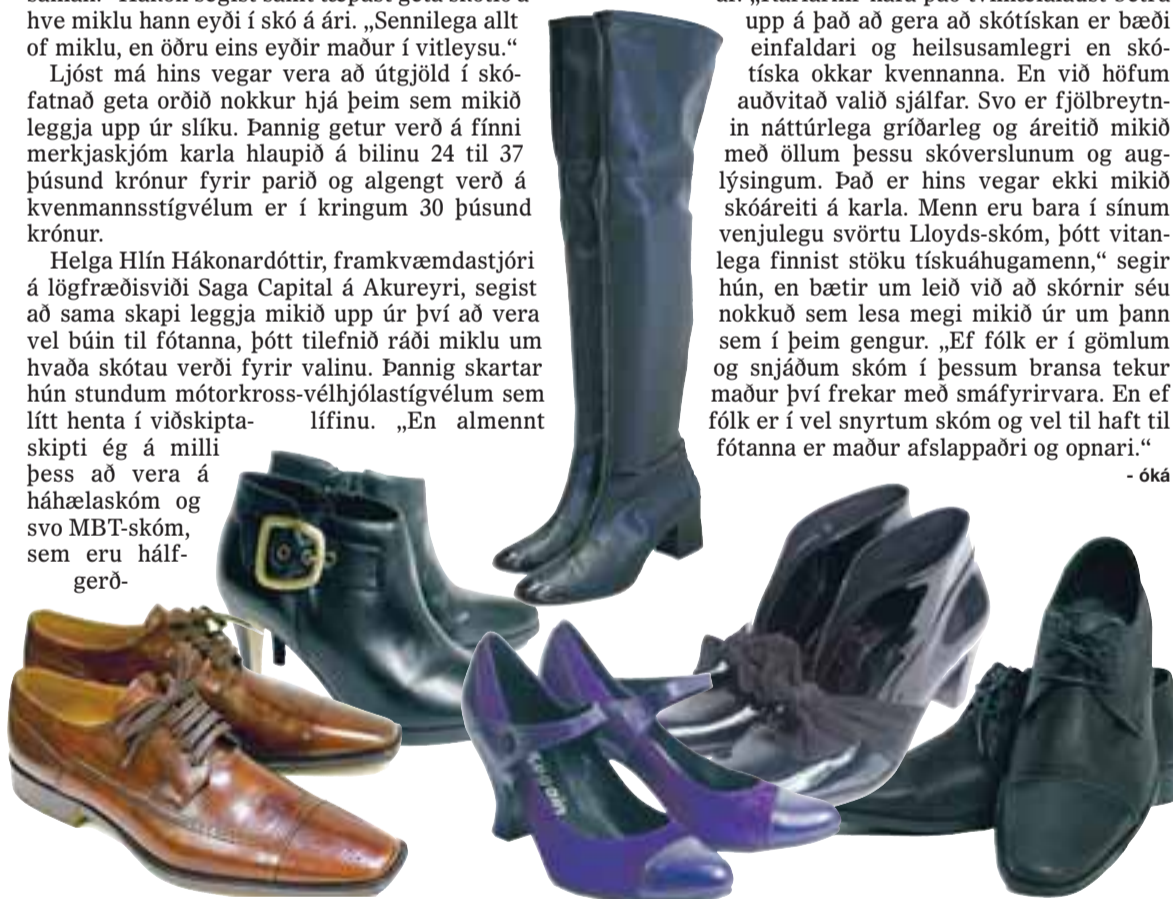 hve miklu hann eyði í skó á ári. „Sennilega allt
of miklu, en öðru eins eyðir maður í vitleysu.“
Ljóst má hins vegar vera að útgjöld í skó-
fatnað geta orðið nokkur hjá þeim sem mikið
leggja upp úr slíku. Þannig getur verð á fínni
merkjaskjóm karla hlaupið á bilinu 24 til 37
þúsund krónur fyrir parið og algengt verð á
kvenmannsstígvélum er í kringum 30 þúsund
krónur.
Helga Hlín Hákonardóttir, framkvæmdastjóri
á lögfræðisviði Saga Capital á Akureyri, segist
að sama skapi leggja mikið upp úr því að vera
vel búin til fótanna, þótt tilefnið ráði miklu um
hvaða skótau verði fyrir valinu. Þannig skartar
hún stundum mótorkross-vélhjólastígvélum sem
lítt henta í viðskipta- lífinu. „En almennt
skipti ég á milli
þess að vera á
háhælaskóm og
svo MBT-skóm,
sem eru hálf-
gerð-
upp á það að gera að skótískan er bæði
einfaldari og heilsusamlegri en skó-
tíska okkar kvennanna. En við höfum
auðvitað valið sjálfar. Svo er fjölbreytn-
in náttúrlega gríðarleg og áreitið mikið
með öllum þessu skóverslunum og aug-
lýsingum. Það er hins vegar ekki mikið
skóáreiti á karla. Menn eru bara í sínum
venjulegu svörtu Lloyds-skóm, þótt vitan-
lega finnist stöku tískuáhugamenn,“ segir
hún, en bætir um leið við að skórnir séu
nokkuð sem lesa megi mikið úr um þann
sem í þeim gengur. „Ef fólk er í gömlum
og snjáðum skóm í þessum bransa tekur
maður því frekar með smáfyrirvara. En ef
fólk er í vel snyrtum skóm og vel til haft til
fótanna er maður afslappaðri og opnari.“
- óká